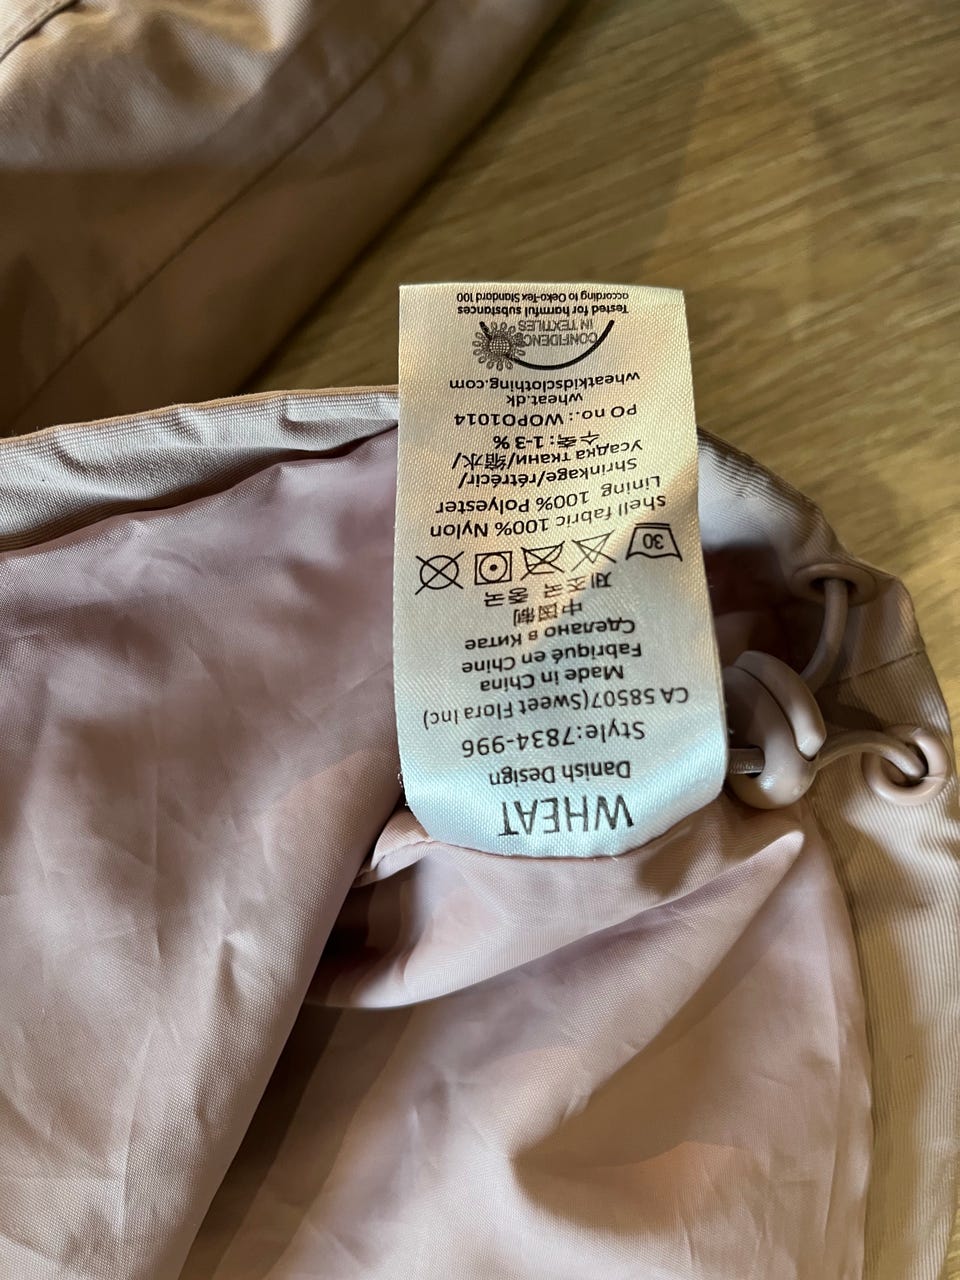 WHEAT
Danish Design
Style:7834-996
CA 58507(Sweet Flora Inc)
Made in China
Fabriqué en Chine
Сделано в Китае
中国制
제조국 중국
30
Shell fabric 100% Nylon
Lining 100% Polyester
Shrinkage/rétrécir/
Усадка ткани/缩水/
수축:1-3 %
PO no.: WOPO1014
wheat.dk
wheatkidsclothing.com
CONFIDENCE
IN TEXTILES
Tested for harmful substances
according to Oeko-Tex Standard 100